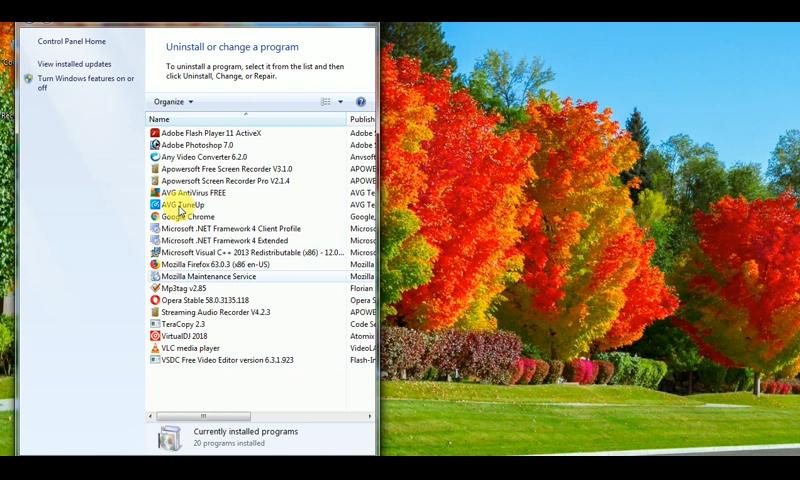 Control Panel Home
View installed updates
Turn Windows features on or
off
Uninstall or change a program
To uninstall a program, select it from the list and then
click Uninstall, Change, or Repair.
Organize
Name
Publish
Adobe Flash Player 11 ActiveX
Adobe S
Adobe Photoshop 7.0
Adobe S
Any Video Converter 6.2.0
Anvsoft
Apowersoft Free Screen Recorder V3.1.0
APOWE
Apowersoft Screen Recorder Pro V2.1.4
APOWE
AVG AntiVirus FREE
AVG Te
AVG TuneUp
AVG Te
Google Chrome
Google,
Microsoft .NET Framework 4 Client Profile
Microso
Microsoft .NET Framework 4 Extended
Microso
Microsoft Visual C++ 2013 Redistributable (x86) - 12.0...
Microso
Mozilla Firefox 63.0.3 (x86 en-US)
Mozilla
Mozilla Maintenance Service
Mozilla
Mp3tag v2.85
Florian
Opera Stable 58.0.3135.118
Opera S
Streaming Audio Recorder V4.2.3
APOWE
TeraCopy 2.3
Code Se
VirtualDJ 2018
Atomix
VLC media player
VideoLA
VSDC Free Video Editor version 6.3.1.923
Flash-In
Currently installed programs
20 programs installed